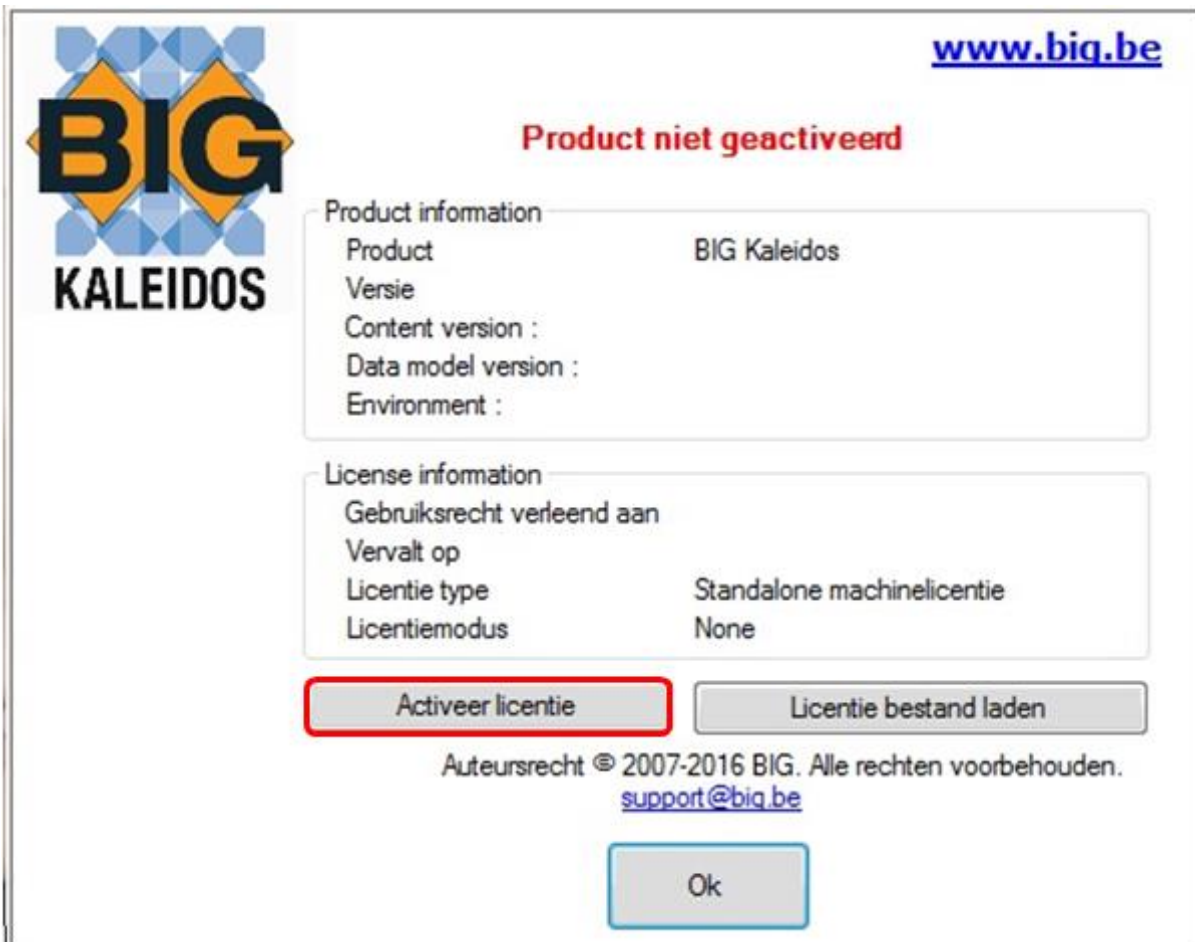 www.big.be
BIG
KALEIDOS
Product niet geactiveerd
Product information
Product BIG Kaleidos
Versie
Content version :
Data model version :
Environment :
License information
Gebruiksrecht verleend aan
Vervalt op
Licentie type Standalone machinelicentie
Licentiemodus None
Activeer licentie Licentie bestand laden
Auteursrecht © 2007-2016 BIG. Alle rechten voorbehouden.
support@big.be
Ok